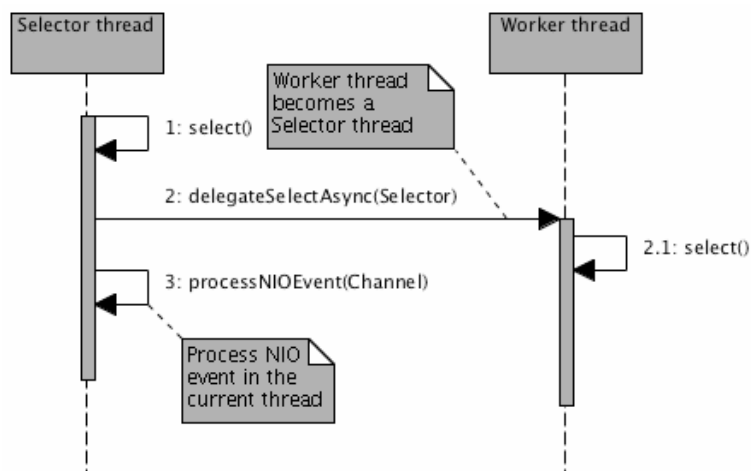 Selector thread
Worker thread
Worker thread
becomes a
Selector thread
1: select()
2: delegateSelectAsync(Selector)
2.1: select()
3: processNIOEvent(Channel)
Process NIO
event in the
current thread